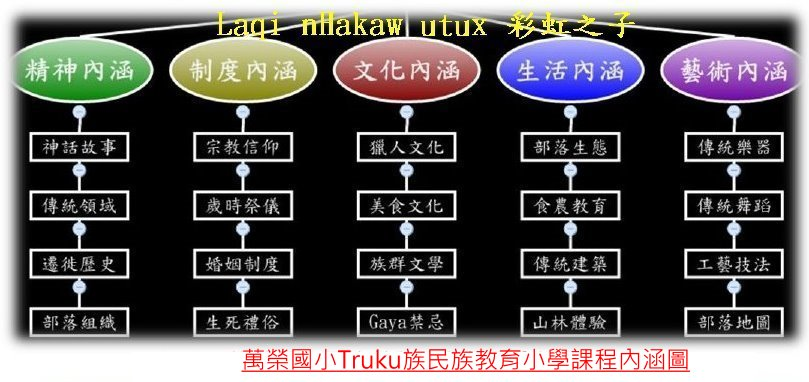 Laqi nHakaw utux 彩虹之子
精神內涵 制度內涵 文化內涵 生活內涵 藝術內涵
神話故事 宗教信仰 獵人文化 部落生態 傳統樂器
傳統領域 歲時祭儀 美食文化 食農教育 傳統舞蹈
遷徙歷史 婚姻制度 族群文學 傳統建築 工藝技法
部落組織 生死禮俗 Gaya禁忌 山林體驗 部落地圖
萬榮國小Truku族民族教育小學課程內涵圖